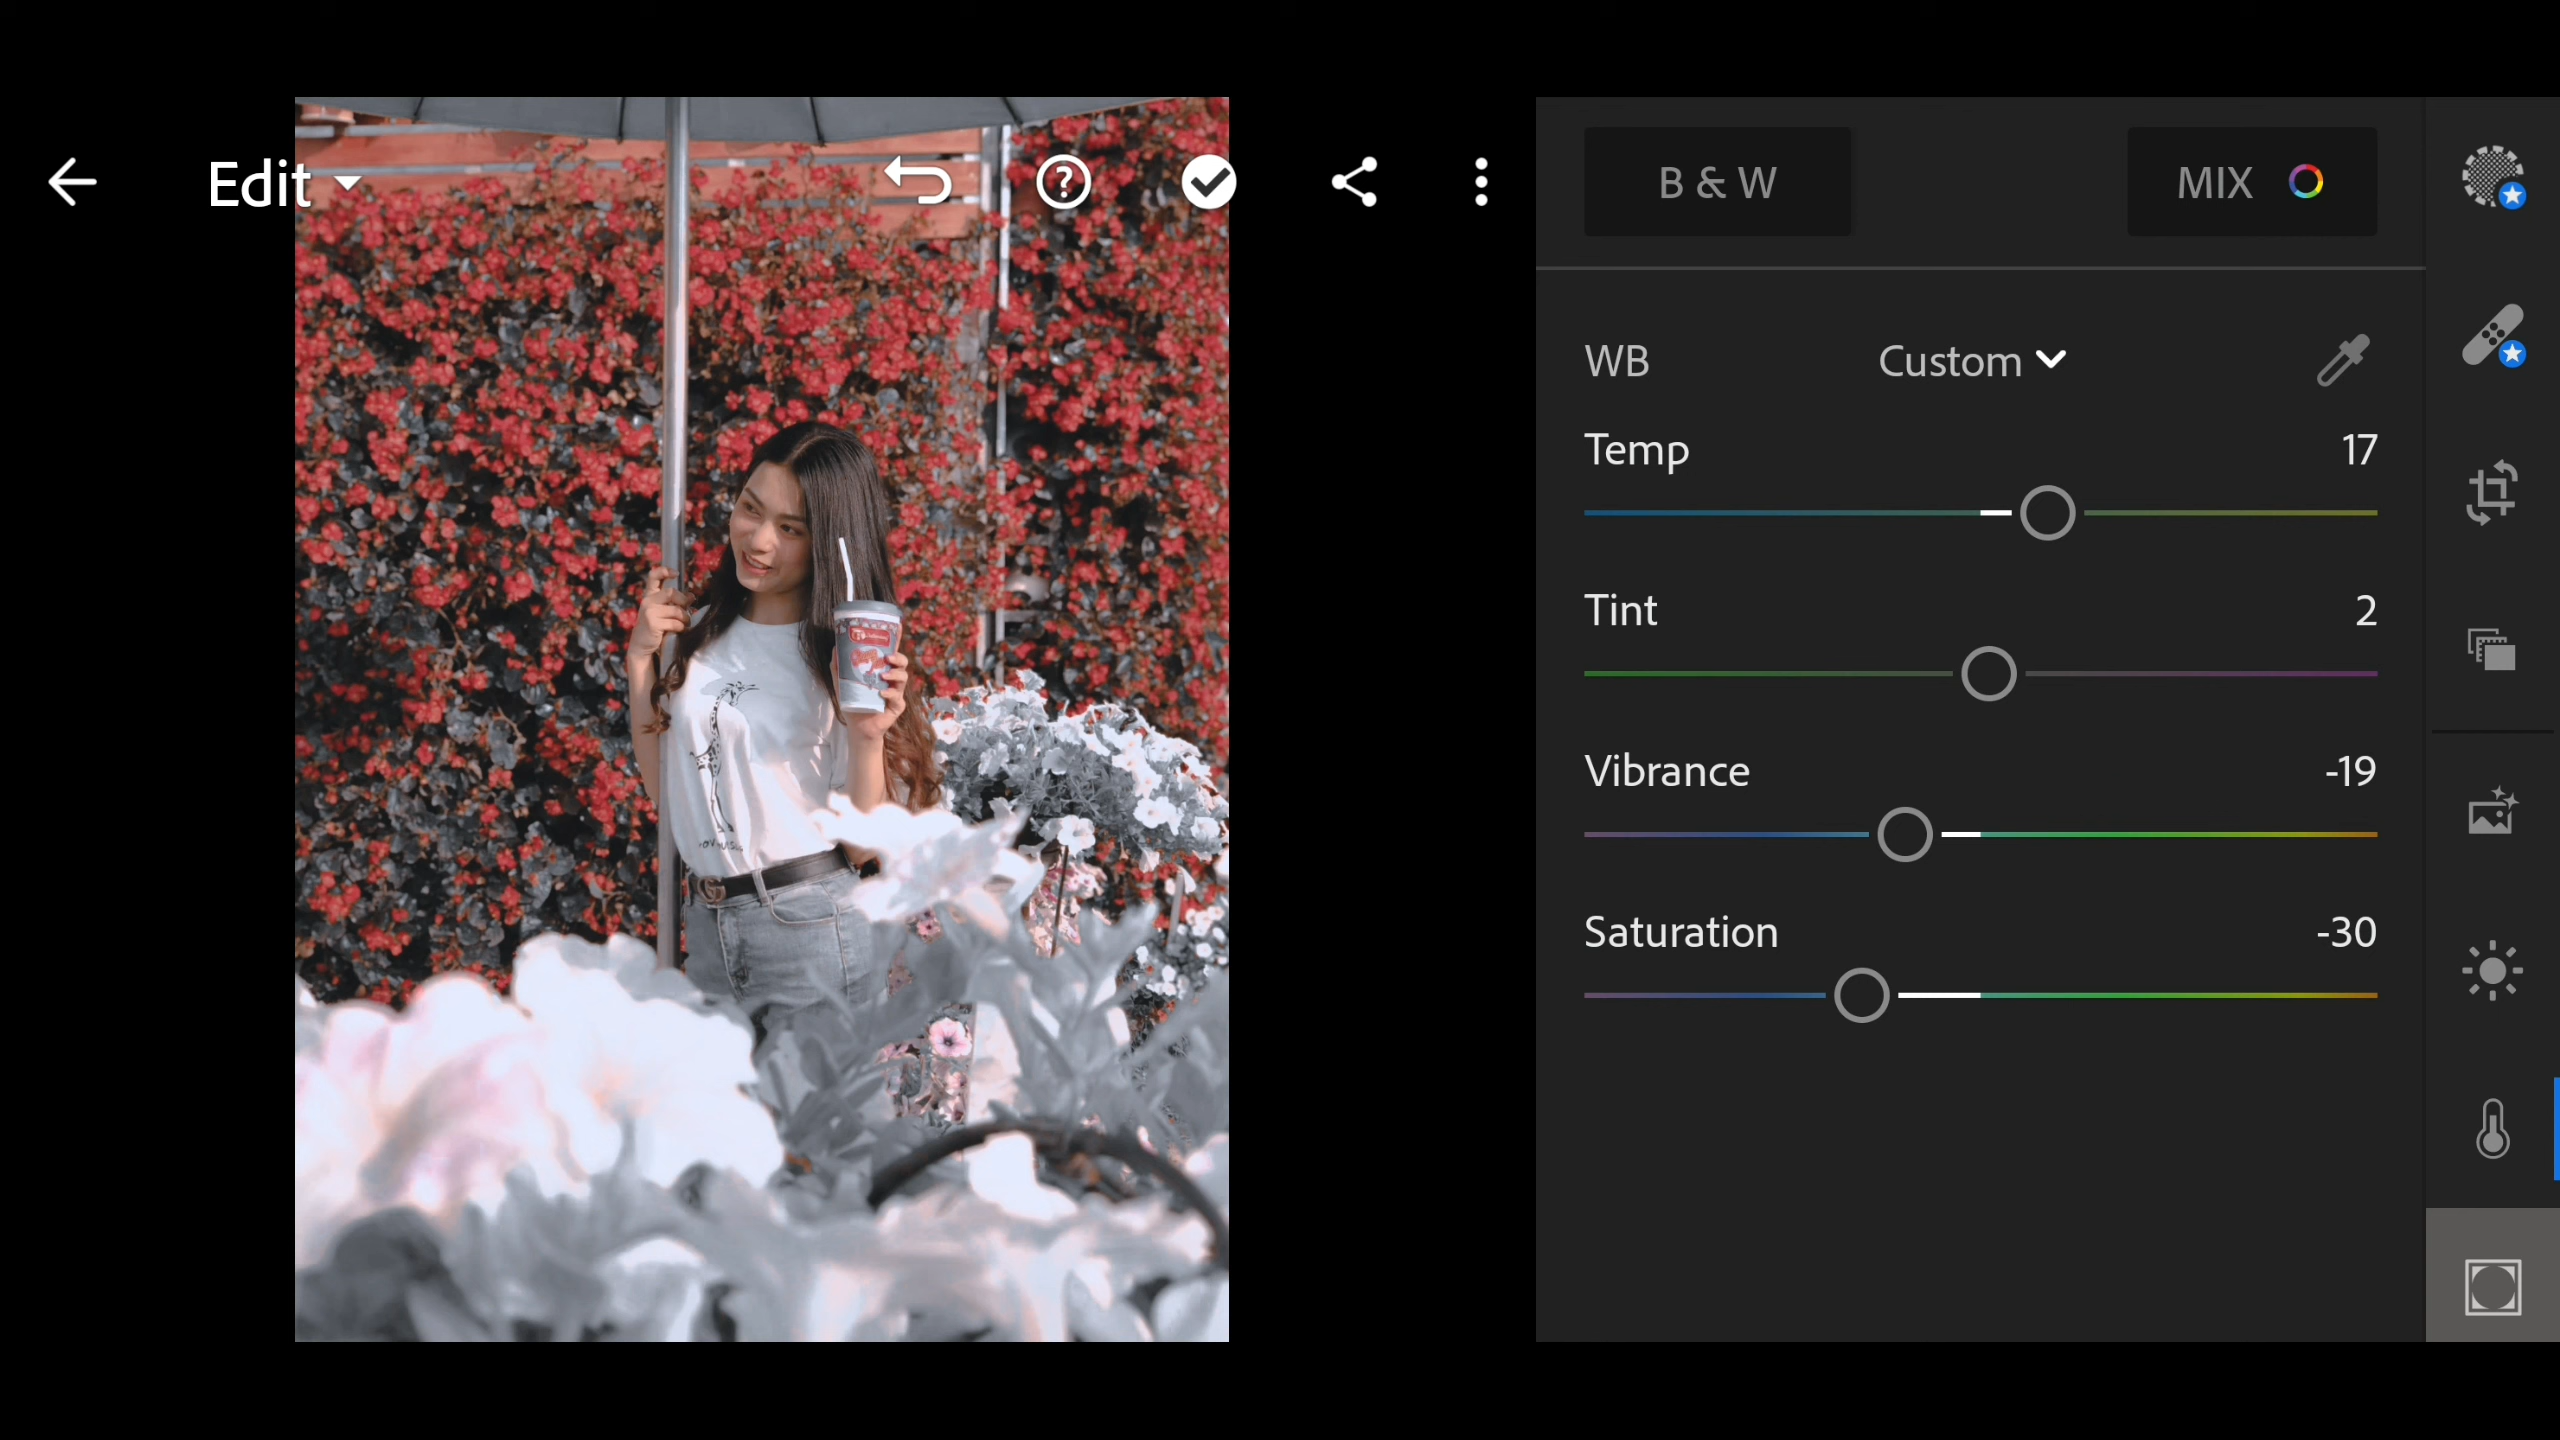 Edit
B & W
MIX
WB
Custom
Temp
17
Tint
2
Vibrance
-19
Saturation
-30